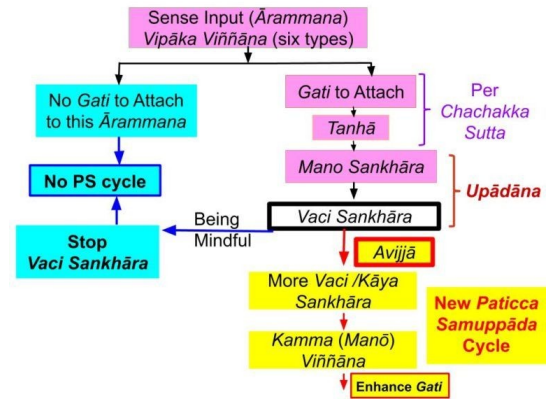 Sense Input (Ārammana)
Vipāka Viññāna (six types)
No Gati to Attach
to this Ārammana
Gati to Attach
Tanhā
Per
Chachakka
Sutta
No PS cycle
Mano Sankhāra
Upādāna
Vaci Sankhāra
Being
Mindful
Stop
Vaci Sankhāra
Avijjā
More Vaci /Kāya
Sankhāra
New Paticca
Samuppāda
Cycle
Kamma (Manō)
Viññāna
Enhance Gati